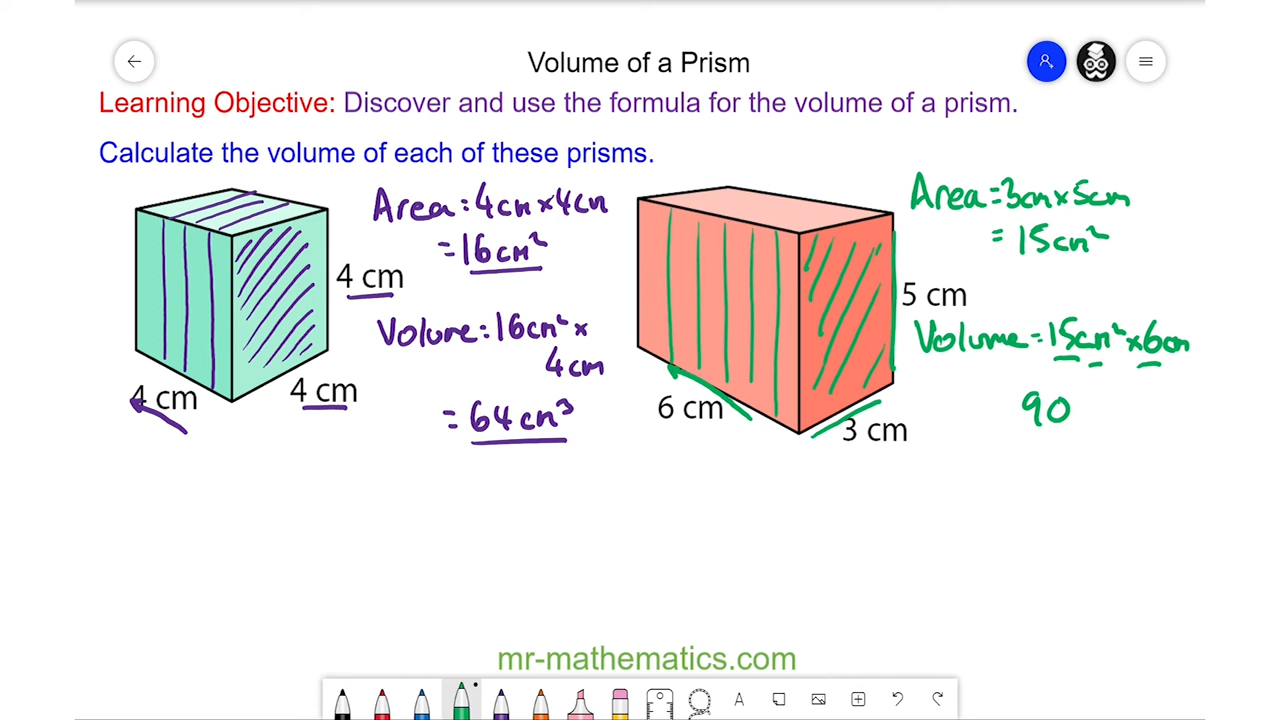 Volume of a Prism
Learning Objective: Discover and use the formula for the volume of a prism.
Calculate the volume of each of these prisms.
Area = 4cm × 4cm
= 16cm²
4 cm
Volume = 16cm² ×
4cm
= 64cm³
4 cm
4 cm
Area = 3cm × 5cm
= 15cm²
5 cm
Volume = 15cm² × 6cm
90
6 cm
3 cm
mr-mathematics.com
A